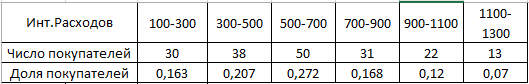 Инт.Расходов 100-300 300-500 500-700 700-900 900-1100 1100-1300
Число покупателей 30 38 50 31 22 13
Доля покупателей 0,163 0,207 0,272 0,168 0,12 0,07